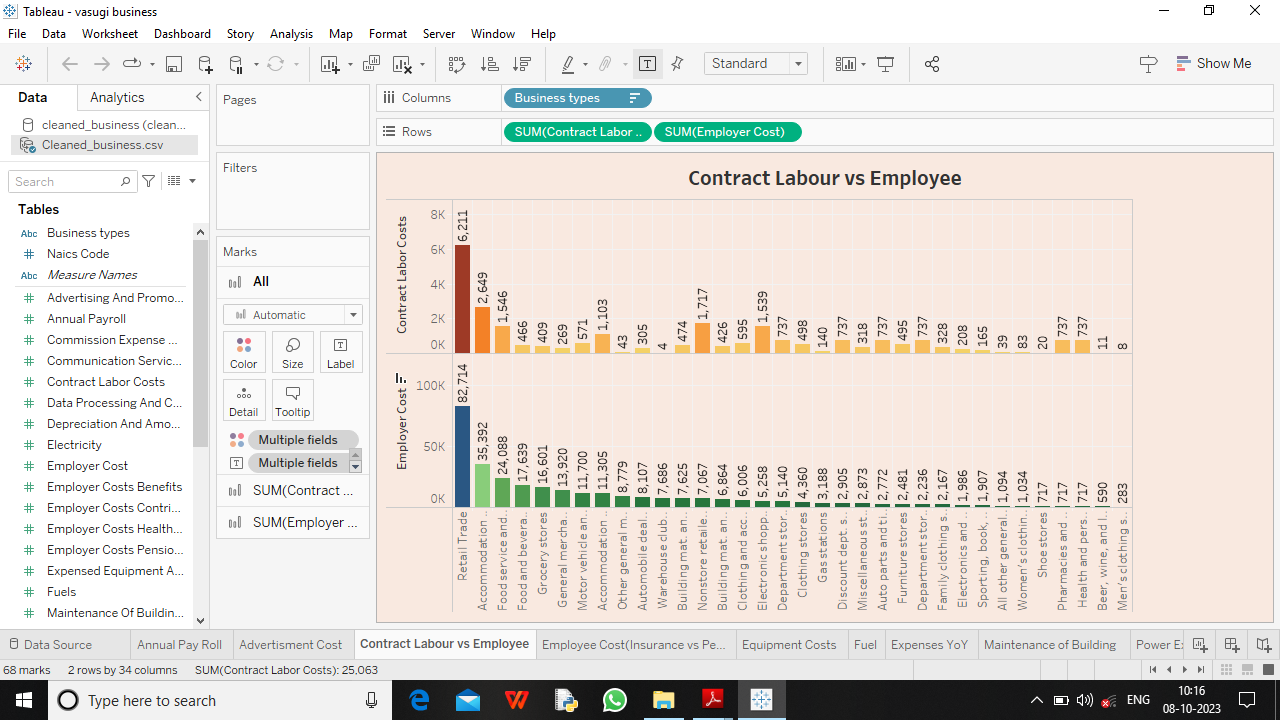 Tableau - vasugi business
File Data Worksheet Dashboard Story Analysis Map Format Server Window Help
Standard
Show Me
Data Analytics
cleaned_business (clean...
Cleaned_business.csv
Search
Tables
Abc Business types
# Naics Code
Abc Measure Names
# Advertising And Promo...
# Annual Payroll
# Commission Expense ...
# Communication Servic...
# Contract Labor Costs
# Data Processing And C...
# Depreciation And Amo...
# Electricity
# Employer Cost
# Employer Costs Benefits
# Employer Costs Contri...
# Employer Costs Health...
# Employer Costs Pensio...
# Expensed Equipment A...
# Fuels
# Maintenance Of Buildin...
Pages
Filters
Marks
All
Automatic
Color Size Label
Detail Tooltip
Multiple fields
Multiple fields
SUM(Contract ...
SUM(Employer ...
Columns Business types
Rows SUM(Contract Labor .. SUM(Employer Cost)
Contract Labour vs Employee
Contract Labor Costs
8K
6K
4K
2K
0K
6,211 2,649 1,546 466 409 269 571 1,103 43 305 4 474 1,717 426 595 1,539 737 498 140 737 318 737 495 737 328 208 165 39 83 20 737 737 11 8
Employer Cost
100K
50K
0K
82,714 35,392 24,088 17,639 16,601 13,920 11,700 11,305 8,779 8,107 7,686 7,625 7,067 6,864 6,006 5,258 5,140 4,360 3,188 2,905 2,873 2,772 2,481 2,236 2,167 1,986 1,907 1,094 1,034 717 717 717 590 283
Retail Trade
Accommodation ..
Food service and..
Food and bevera..
Grocery stores
General mercha..
Motor vehicle an..
Accommodation ..
Other general m..
Automobile deal..
Warehouse club..
Building mat. an..
Nonstore retaile..
Building mat. an..
Clothing and acc..
Electronic shopp..
Department stor..
Clothing stores
Gas stations
Discount dept. s..
Miscellaneous st..
Auto parts and ti..
Furniture stores
Department stor..
Family clothing s..
Electronics and ..
Sporting, book, ..
All other general..
Women's clothin..
Shoe stores
Pharmacies and ..
Health and pers..
Beer, wine, and l..
Men's clothing s..
Data Source Annual Pay Roll Advertisment Cost Contract Labour vs Employee Employee Cost(Insurance vs Pe... Equipment Costs Fuel Expenses YoY Maintenance of Building Power Ex
68 marks 2 rows by 34 columns SUM(Contract Labor Costs): 25,063
Type here to search
ENG
10:16
08-10-2023